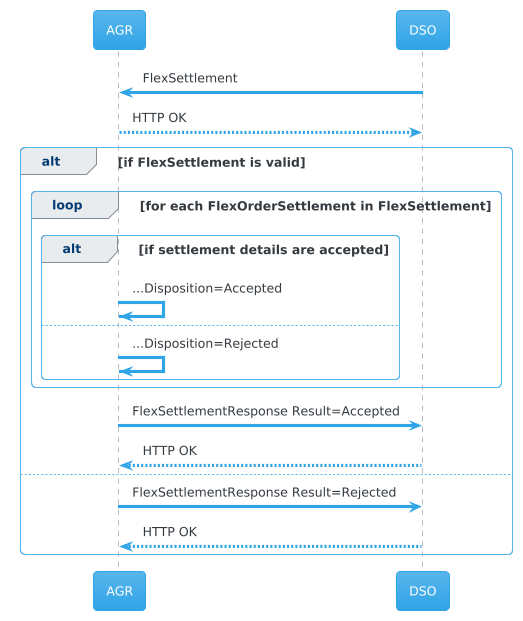 AGR
DSO
FlexSettlement
HTTP OK
alt
[if FlexSettlement is valid]
loop
[for each FlexOrderSettlement in FlexSettlement]
alt
[if settlement details are accepted]
...Disposition=Accepted
...Disposition=Rejected
FlexSettlementResponse Result=Accepted
HTTP OK
FlexSettlementResponse Result=Rejected
HTTP OK
AGR
DSO